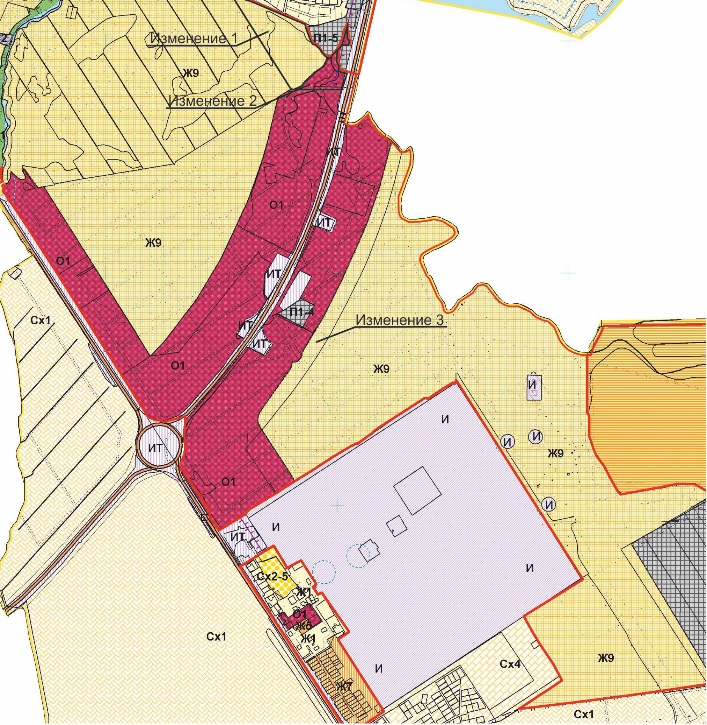 Изменение 1
П1-5
Ж9
Изменение 2
ИТ
О1
ИТ
Ж9
О1
ИТ
П1-4
Сх1
Изменение 3
ИТ
ИТ
О1
Ж9
И
И
И
И
ИТ
Ж9
О1
И
И
ИТ
И
Сх2-5
Ж1
О1
Ж5
Ж1
Сх1
Сх4
Ж9
И
Ж7
Сх1